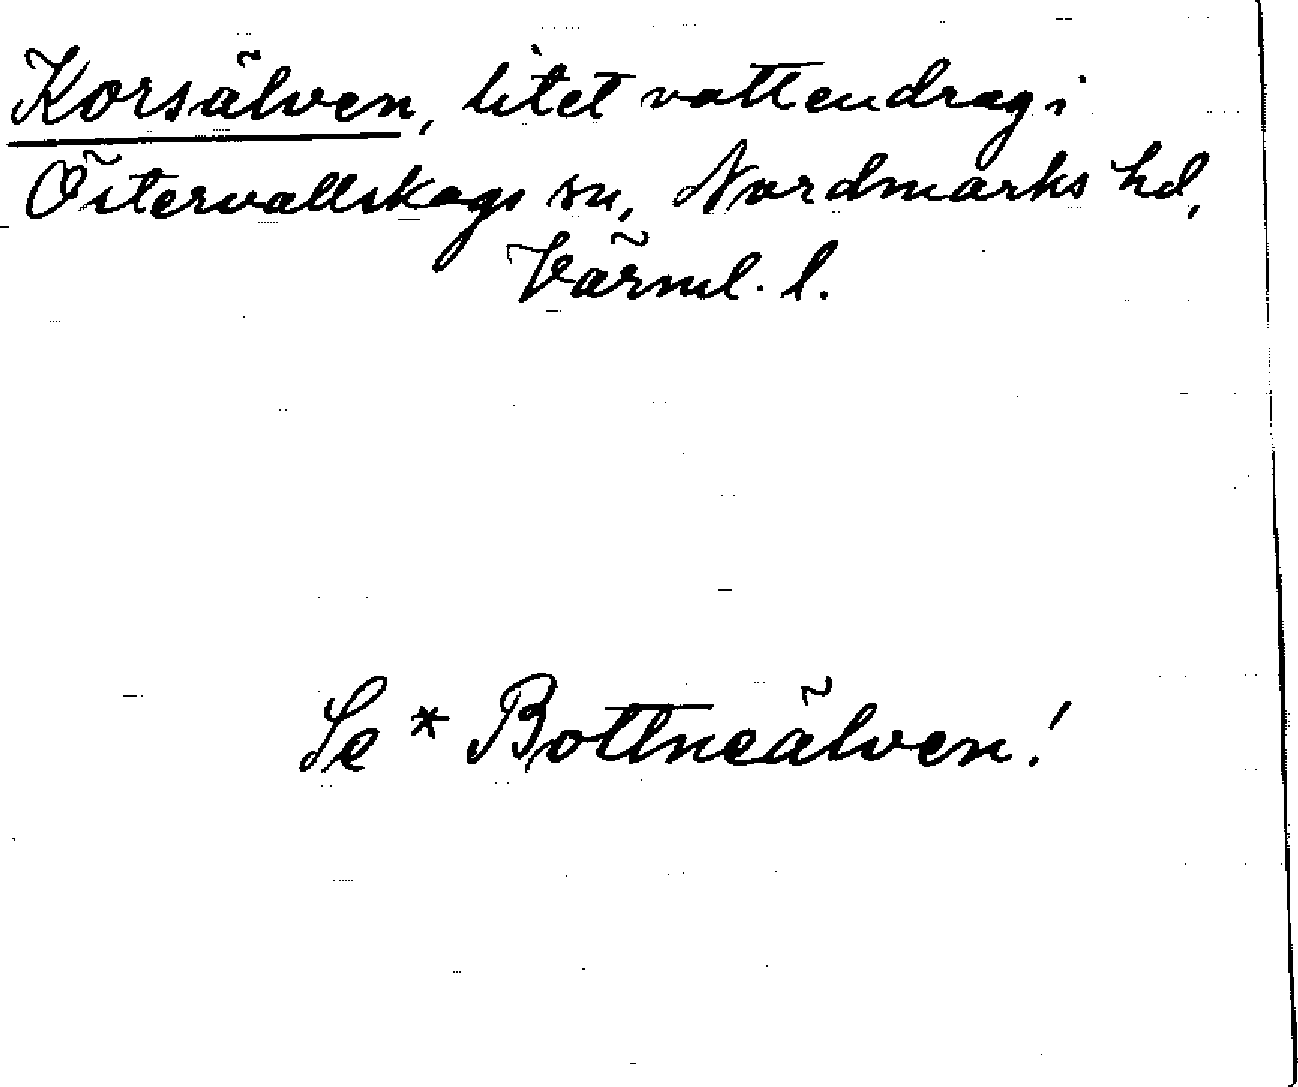 Korsälven, litet vattendrag i
Östervallskogs sn, Nordmarks hd,
Värml. l.
Se * Bottneälven!